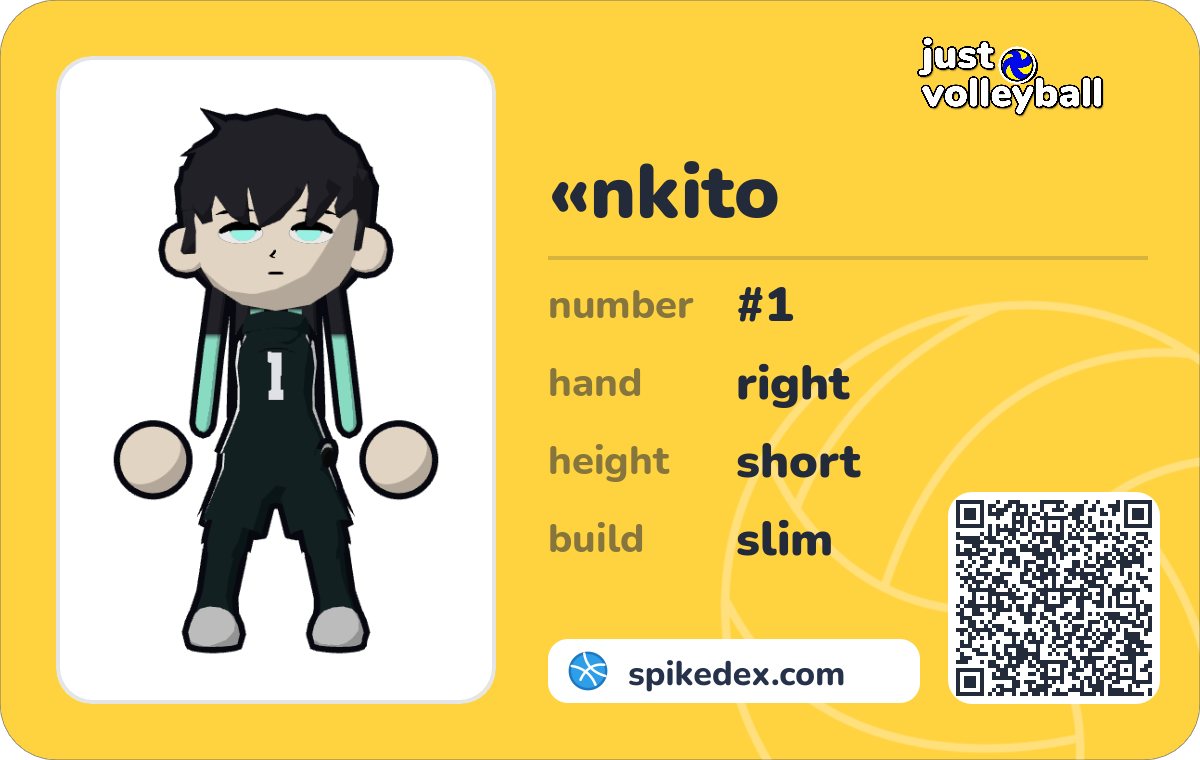 just
volleyball
«nkito
number #1
hand right
height short
build slim
1
spikedex.com